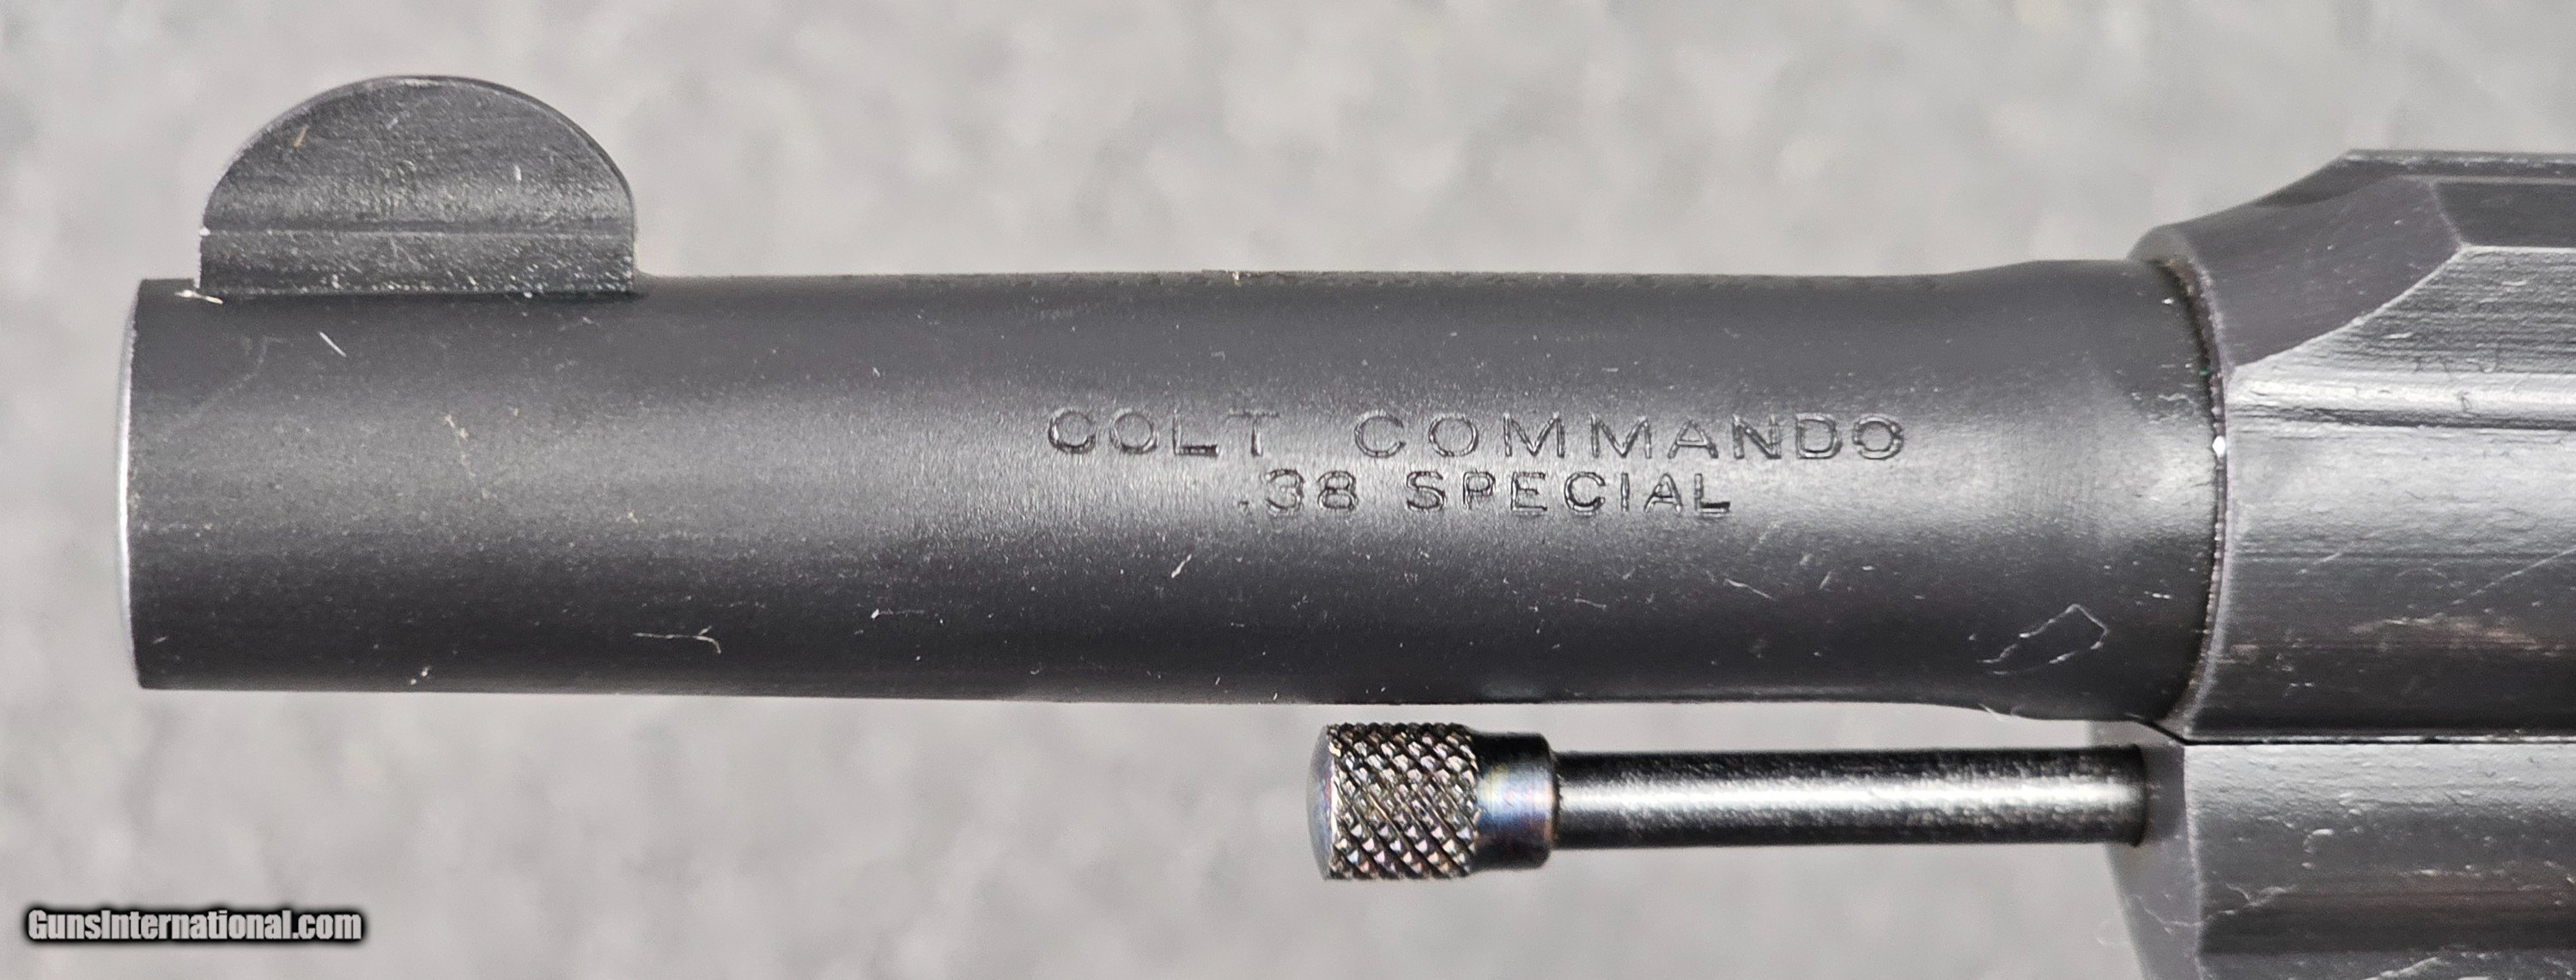 COLT COMMANDO
.38 SPECIAL
GunsInternational.com